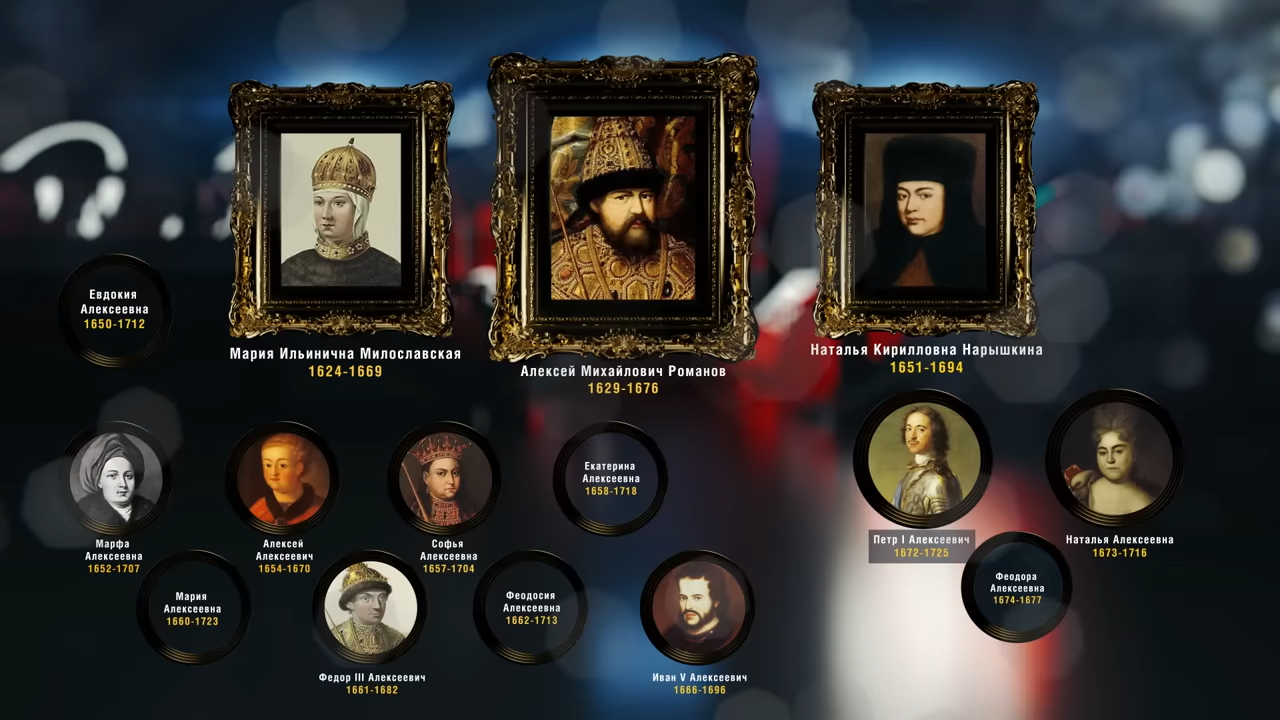 Евдокия
Алексеевна
1650-1712
Мария Ильинична Милославская
1624-1669
Алексей Михайлович Романов
1629-1676
Наталья Кирилловна Нарышкина
1651-1694
Марфа
Алексеевна
1652-1707
Алексей
Алексеевич
1654-1670
Софья
Алексеевна
1657-1704
Екатерина
Алексеевна
1658-1718
Петр I Алексеевич
1672-1725
Наталья Алексеевна
1673-1716
Мария
Алексеевна
1660-1723
Федор III Алексеевич
1661-1682
Феодосия
Алексеевна
1662-1713
Иван V Алексеевич
1666-1696
Феодора
Алексеевна
1674-1677